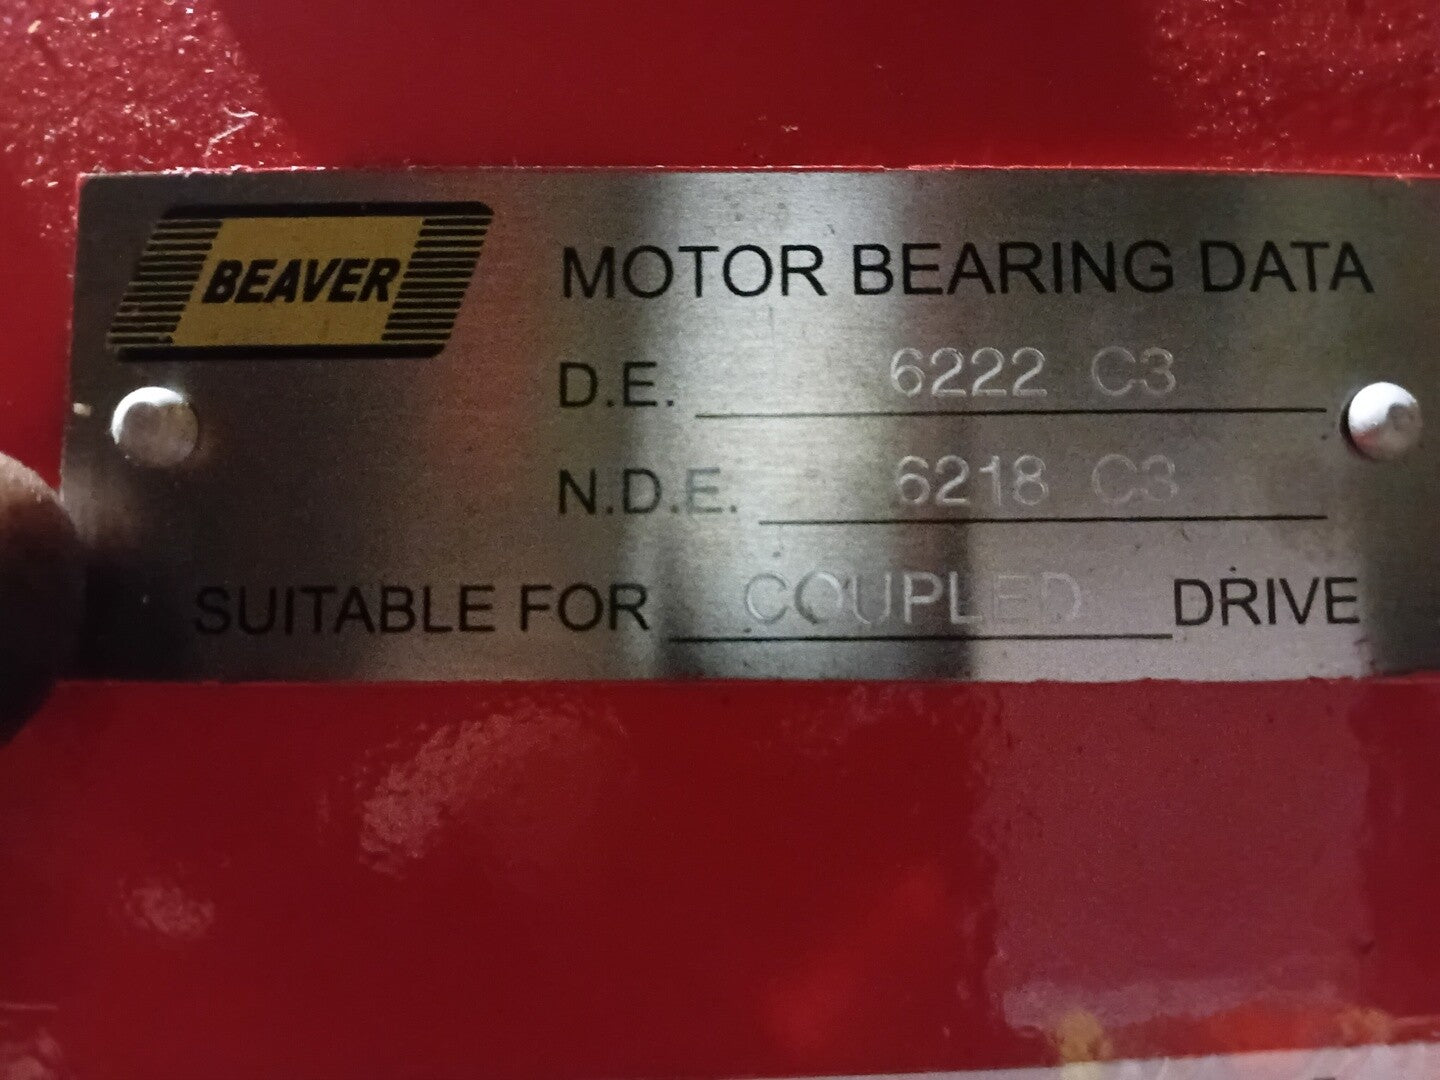 BEAVER
MOTOR BEARING DATA
D.E. 6222 C3
N.D.E. 6218 C3
SUITABLE FOR COUPLED DRIVE